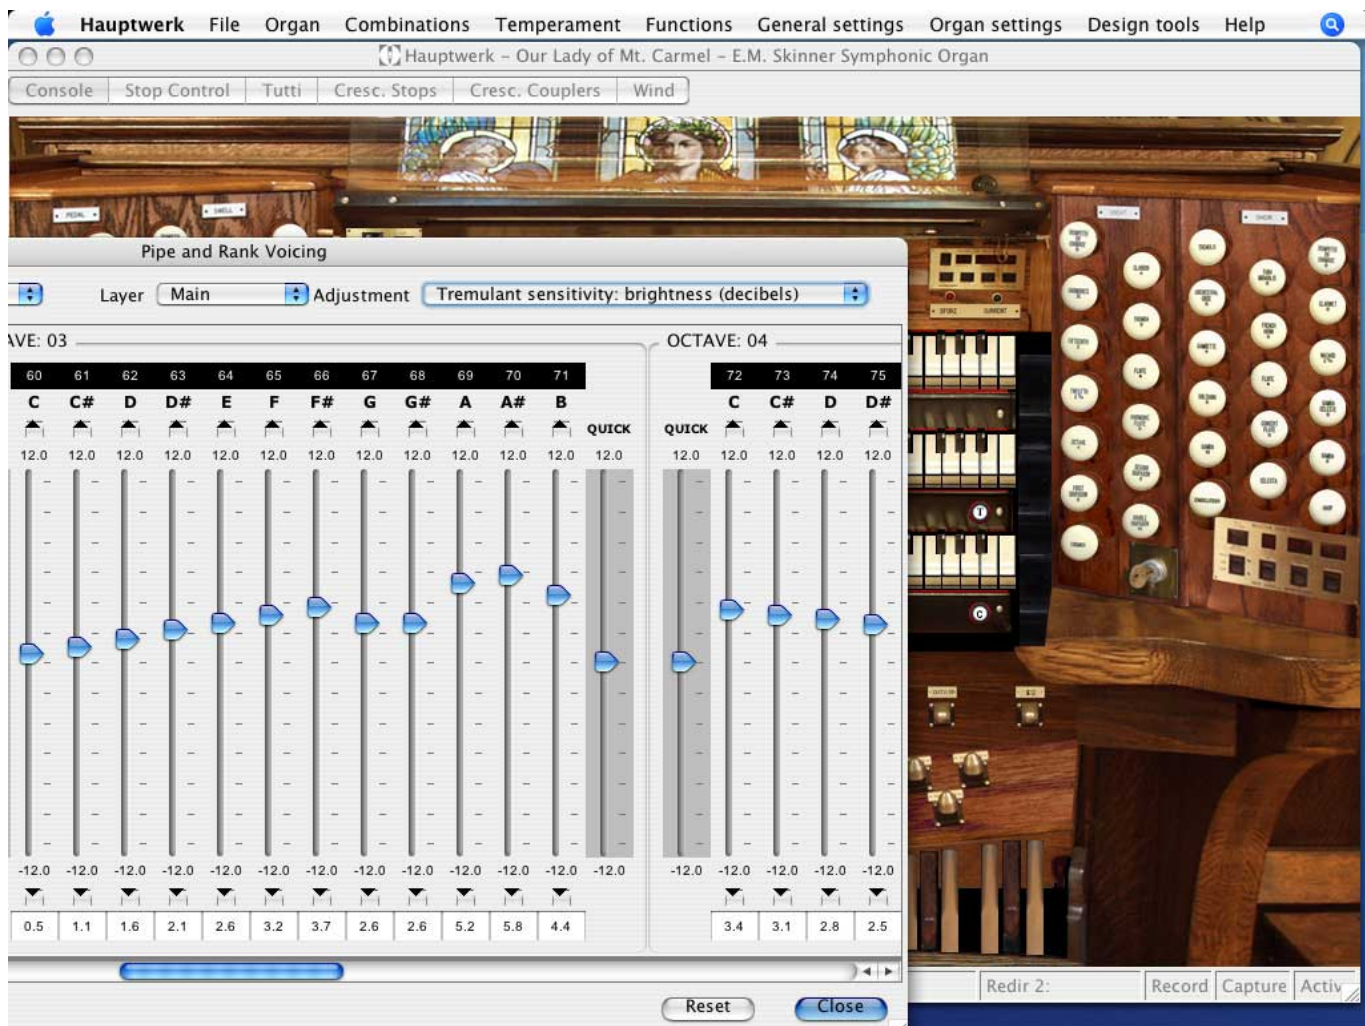 Hauptwerk File Organ Combinations Temperament Functions General settings Organ settings Design tools Help
Hauptwerk – Our Lady of Mt. Carmel – E.M. Skinner Symphonic Organ
Console Stop Control Tutti Cresc. Stops Cresc. Couplers Wind
PEDAL SWELL
Pipe and Rank Voicing
Layer Main Adjustment Tremulant sensitivity: brightness (decibels)
AVE: 03 OCTAVE: 04
60 61 62 63 64 65 66 67 68 69 70 71 72 73 74 75
C C# D D# E F F# G G# A A# B C C# D D#
QUICK QUICK
12.0 12.0 12.0 12.0 12.0 12.0 12.0 12.0 12.0 12.0 12.0 12.0 12.0 12.0 12.0 12.0 12.0 12.0
-12.0 -12.0 -12.0 -12.0 -12.0 -12.0 -12.0 -12.0 -12.0 -12.0 -12.0 -12.0 -12.0 -12.0 -12.0 -12.0 -12.0 -12.0
0.5 1.1 1.6 2.1 2.6 3.2 3.7 2.6 2.6 5.2 5.8 4.4 3.4 3.1 2.8 2.5
Reset Close
T
C
Redir 2: Record Capture Activ